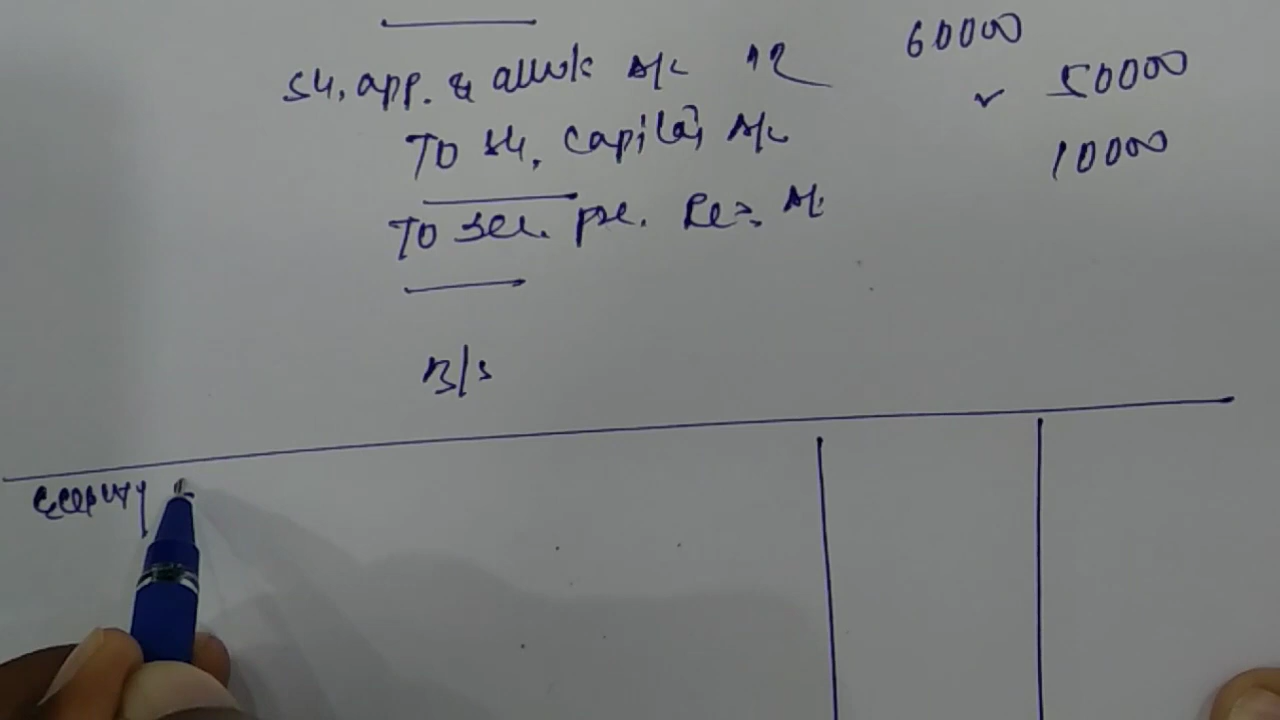 Sh. app. & allot. A/c Dr 60000
To Sh. Capital A/c 50000
To Sec. pre. Res. A/c 10000
B/s
Equity